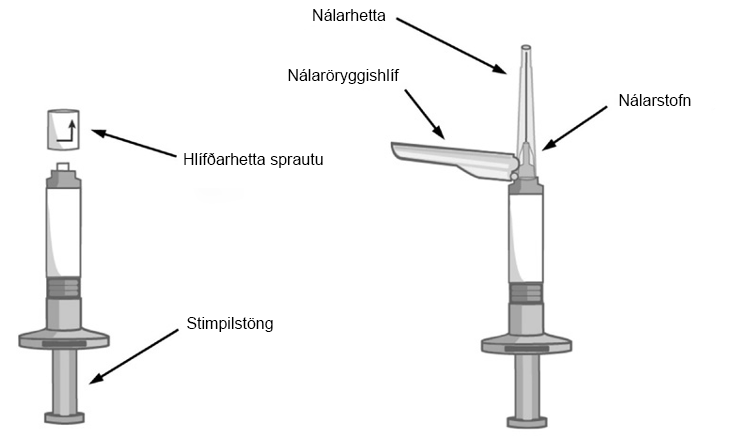 Nálarhetta
Nálaröryggishlíf
Nálarstofn
Hlífðarhetta sprautu
Stimpilstöng